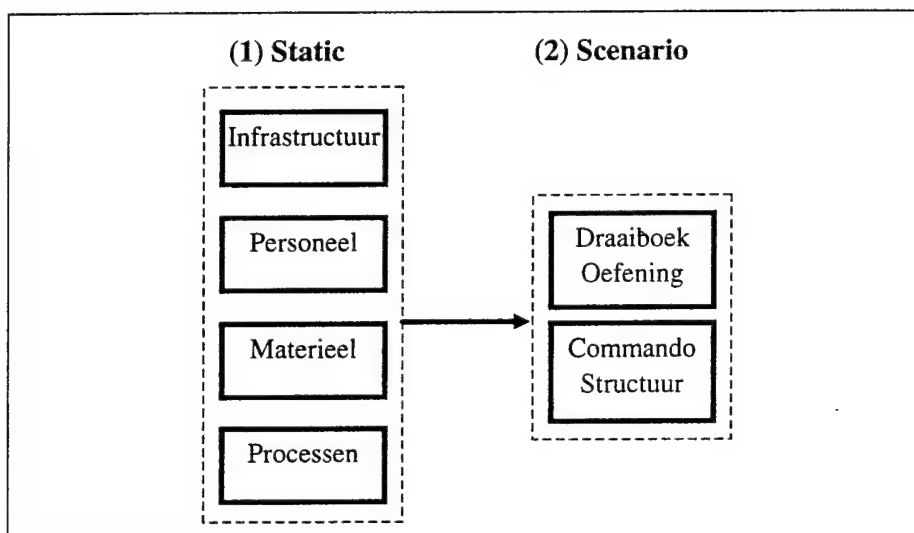 (1) Static
Infrastructuur
Personeel
Materieel
Processen
(2) Scenario
Draaiboek
Oefening
Commando
Structuur